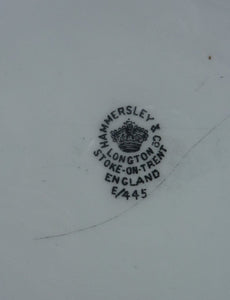 HAMMERSLEY & CO
LONGTON
STOKE-ON-TRENT
ENGLAND
E/445